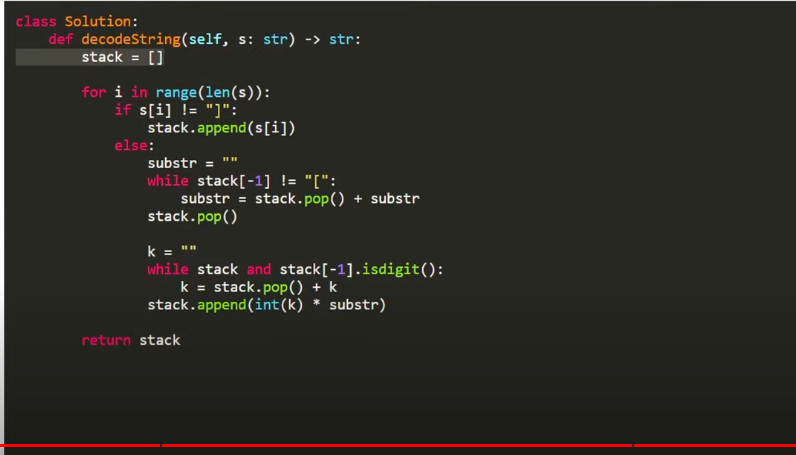 class Solution:
    def decodeString(self, s: str) -> str:
        stack = []
        for i in range(len(s)):
            if s[i] != "]":
                stack.append(s[i])
            else:
                substr = ""
                while stack[-1] != "[":
                    substr = stack.pop() + substr
                stack.pop()
                k = ""
                while stack and stack[-1].isdigit():
                    k = stack.pop() + k
                stack.append(int(k) * substr)
        return stack